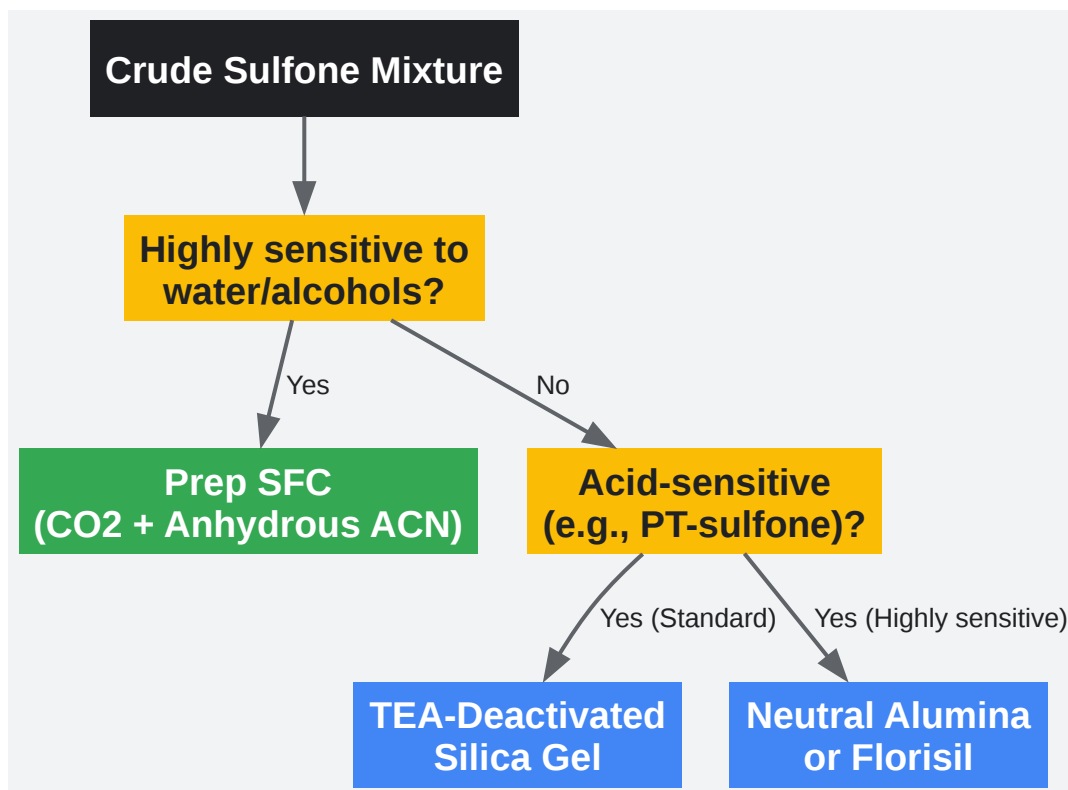 Crude Sulfone Mixture
Highly sensitive to
water/alcohols?
Yes
No
Prep SFC
(CO2 + Anhydrous ACN)
Acid-sensitive
(e.g., PT-sulfone)?
Yes (Standard)
Yes (Highly sensitive)
TEA-Deactivated
Silica Gel
Neutral Alumina
or Florisil